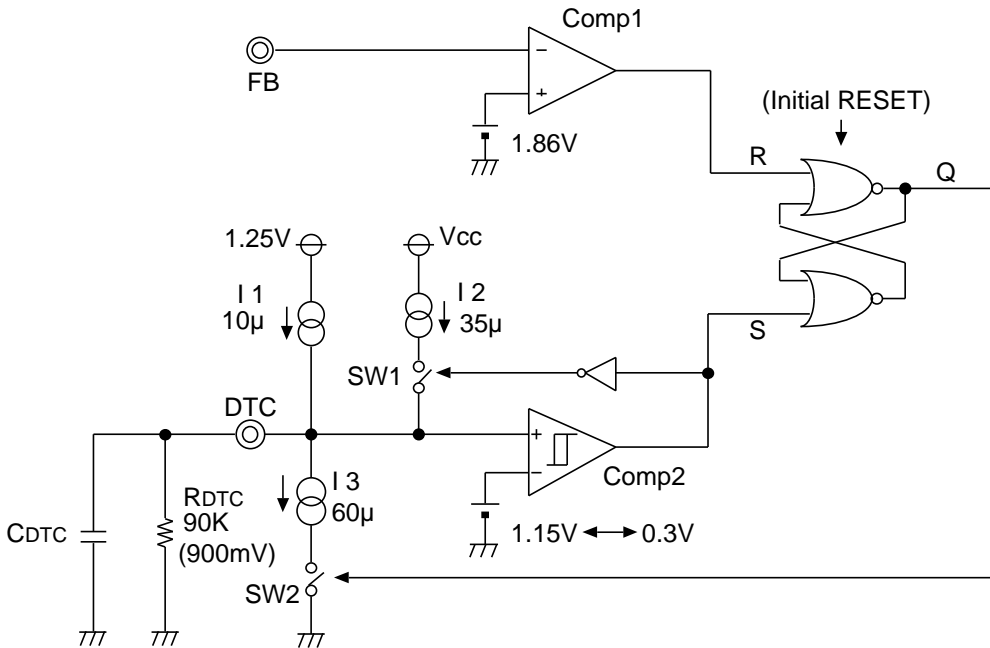 Comp1
FB
−
+
1.86V
(Initial RESET)
R
Q
1.25V
Vcc
I 1
10µ
I 2
35µ
S
SW1
DTC
+
−
Comp2
I 3
60µ
RDTC
90K
(900mV)
CDTC
1.15V ↔ 0.3V
SW2